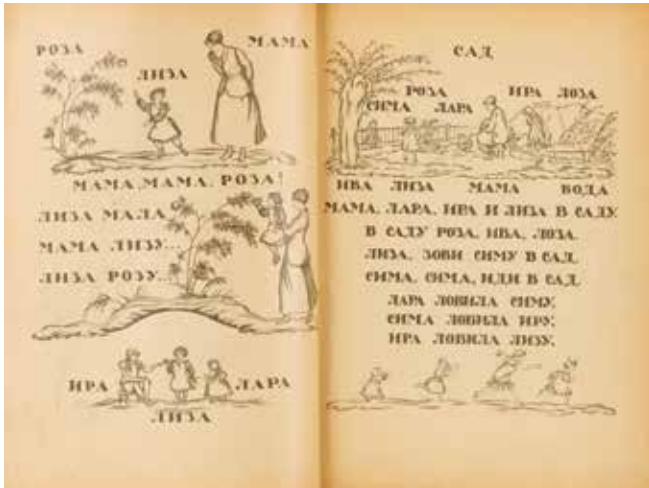 РОЗА
МАМА
ЛИЗА
МАМА, МАМА, РОЗА!
ЛИЗА МАЛА.
МАМА ЛИЗУ...
ЛИЗА РОЗУ...
ИРА
ЛАРА
ЛИЗА
САД
РОЗА ИРА ЛОЗА
СИМА ЛАРА
ИВА ЛИЗА МАМА ВОДА
МАМА, ЛАРА, ИРА И ЛИЗА В САДУ.
В САДУ РОЗА, ИВА, ЛОЗА.
ЛИЗА, ЗОВИ СИМУ В САД.
СИМА, СИМА, ИДИ В САД.
ЛАРА ЛОВИЛА СИМУ,
СИМА ЛОВИЛА ИРУ,
ИРА ЛОВИЛА ЛИЗУ.